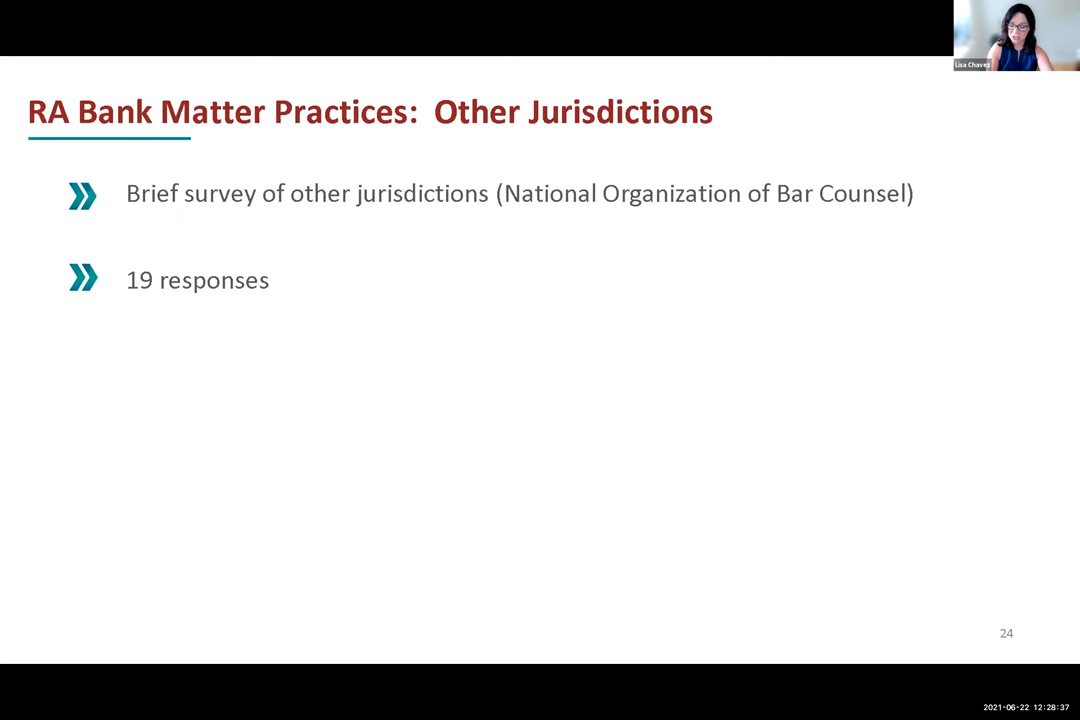 Lisa Chavez
RA Bank Matter Practices: Other Jurisdictions
Brief survey of other jurisdictions (National Organization of Bar Counsel)
19 responses
24
2021-06-22 12:28:37